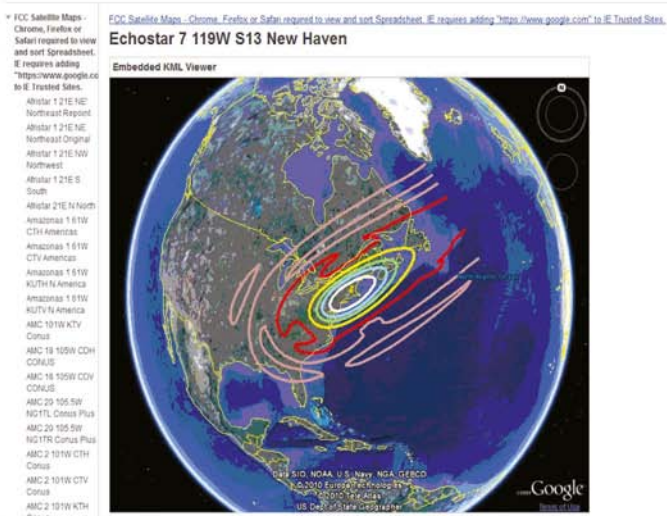 FCC Satellite Maps -
Chrome, Firefox or
Safari required to view
and sort Spreadsheet.
IE requires adding
"https://www.google.co
to IE Trusted Sites.
Afristar 1 21E NE'
Northeast Repoint
Afristar 1 21E NE
Northeast Original
Afristar 1 21E NW
Northwest
Afristar 1 21E S
South
Afristar 21E N North
Amazonas 1 61W
CTH Americas
Amazonas 1 61W
CTV Americas
Amazonas 1 61W
KUTH N America
Amazonas 1 61W
KUTV N America
AMC 101W KTV
Conus
AMC 18 105W CDH
CONUS
AMC 18 105W CDV
CONUS
AMC 20 105.5W
NG1TL Conus Plus
AMC 20 105.5W
NG1TR Conus Plus
AMC 2 101W CTH
Conus
AMC 2 101W CTV
Conus
AMC 2 101W KTH
FCC Satellite Maps - Chrome, Firefox or Safari required to view and sort Spreadsheet. IE requires adding "https://www.google.com" to IE Trusted Sites.
Echostar 7 119W S13 New Haven
Embedded KML Viewer
N
Data SIO, NOAA, U.S. Navy, NGA, GEBCO
© 2010 Europa Technologies
© 2010 Tele Atlas
US Dept of State Geographer
Google
Terms of Use